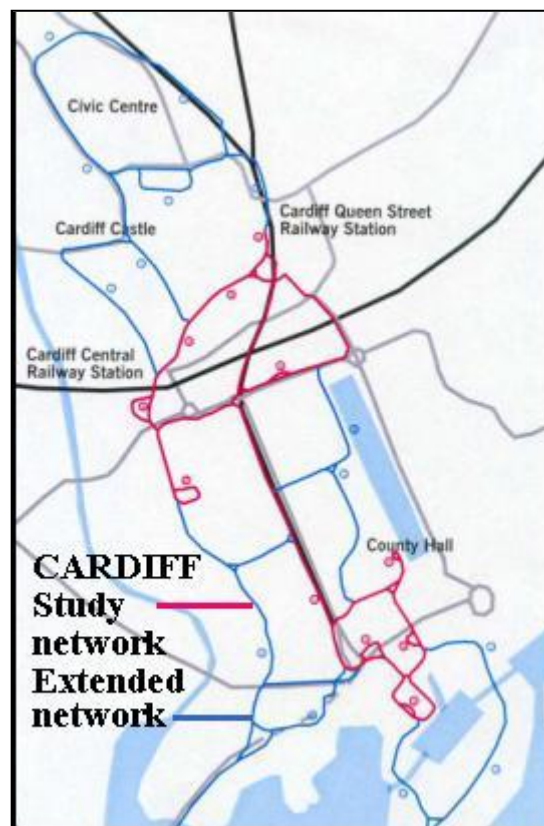 Civic Centre
Cardiff Queen Street
Railway Station
Cardiff Castle
Cardiff Central
Railway Station
County Hall
CARDIFF
Study
network
Extended
network